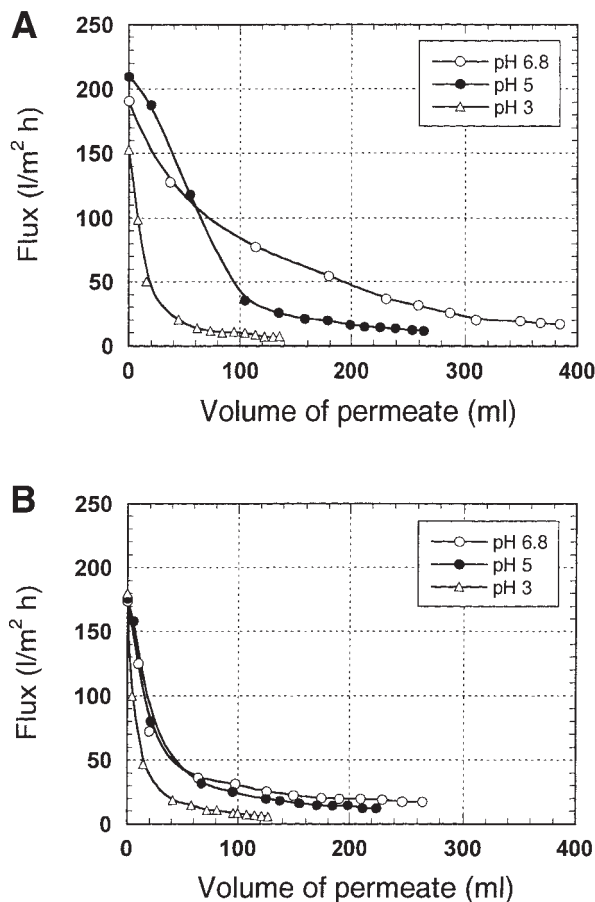 A
250
200
150
100
50
0
Flux (l/m² h)
pH 6.8
pH 5
pH 3
0 100 200 300 400
Volume of permeate (ml)
B
250
200
150
100
50
0
Flux (l/m² h)
pH 6.8
pH 5
pH 3
0 100 200 300 400
Volume of permeate (ml)